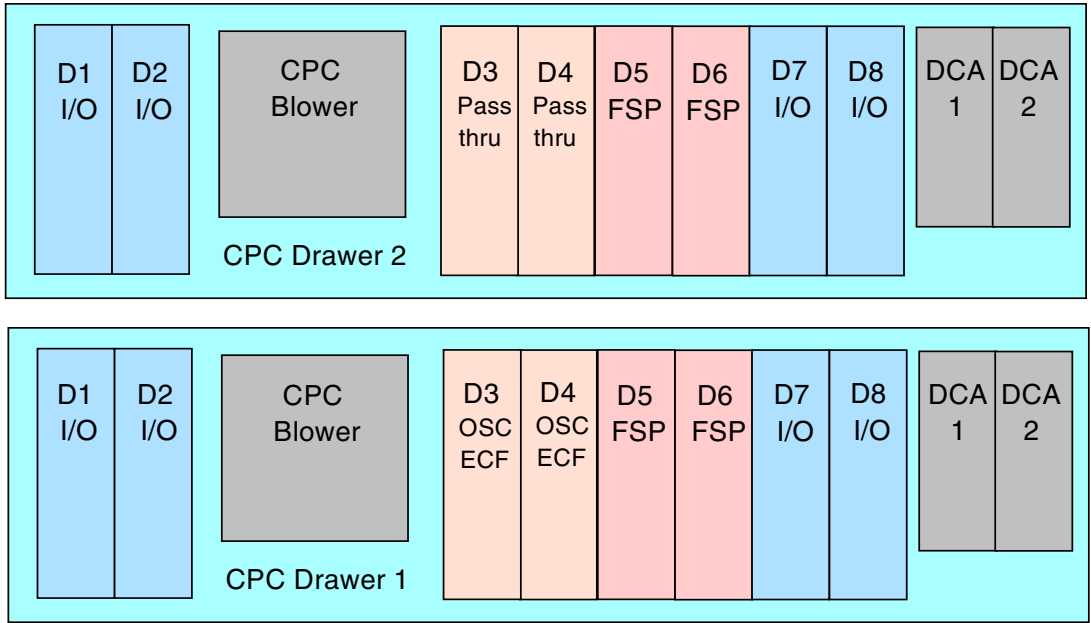 D1 D2 CPC D3 D4 D5 D6 D7 D8 DCA DCA
I/O I/O Blower Pass Pass FSP FSP I/O I/O 1 2
thru thru
CPC Drawer 2
D1 D2 CPC D3 D4 D5 D6 D7 D8 DCA DCA
I/O I/O Blower OSC OSC FSP FSP I/O I/O 1 2
ECF ECF
CPC Drawer 1